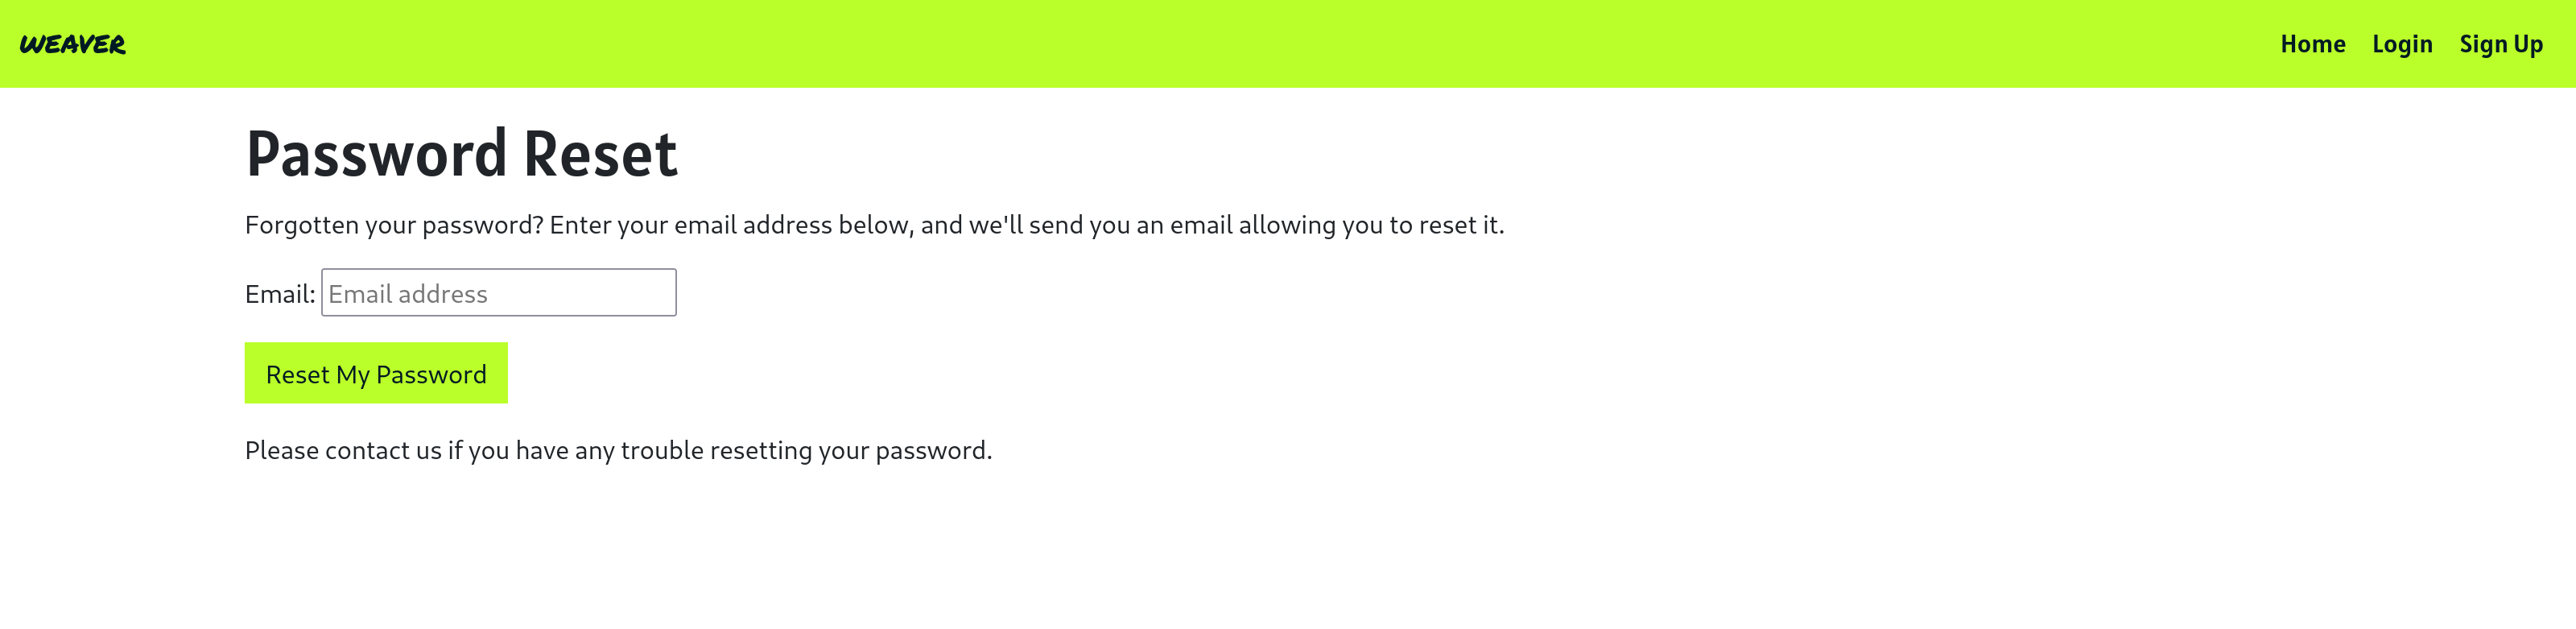 WEAVER
Home Login Sign Up
Password Reset
Forgotten your password? Enter your email address below, and we'll send you an email allowing you to reset it.
Email: Email address
Reset My Password
Please contact us if you have any trouble resetting your password.